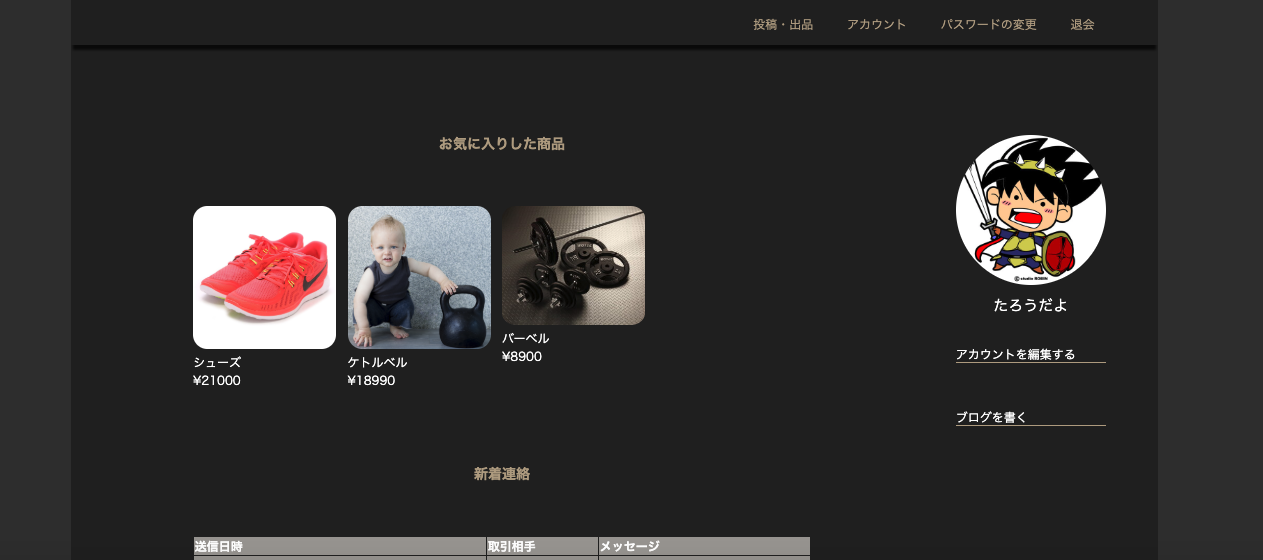 投稿・出品 アカウント パスワードの変更 退会
お気に入りした商品
シューズ
¥21000
ケトルベル
¥18990
バーベル
¥8900
©studio ROBIN
たろうだよ
アカウントを編集する
ブログを書く
新着連絡
送信日時 取引相手 メッセージ